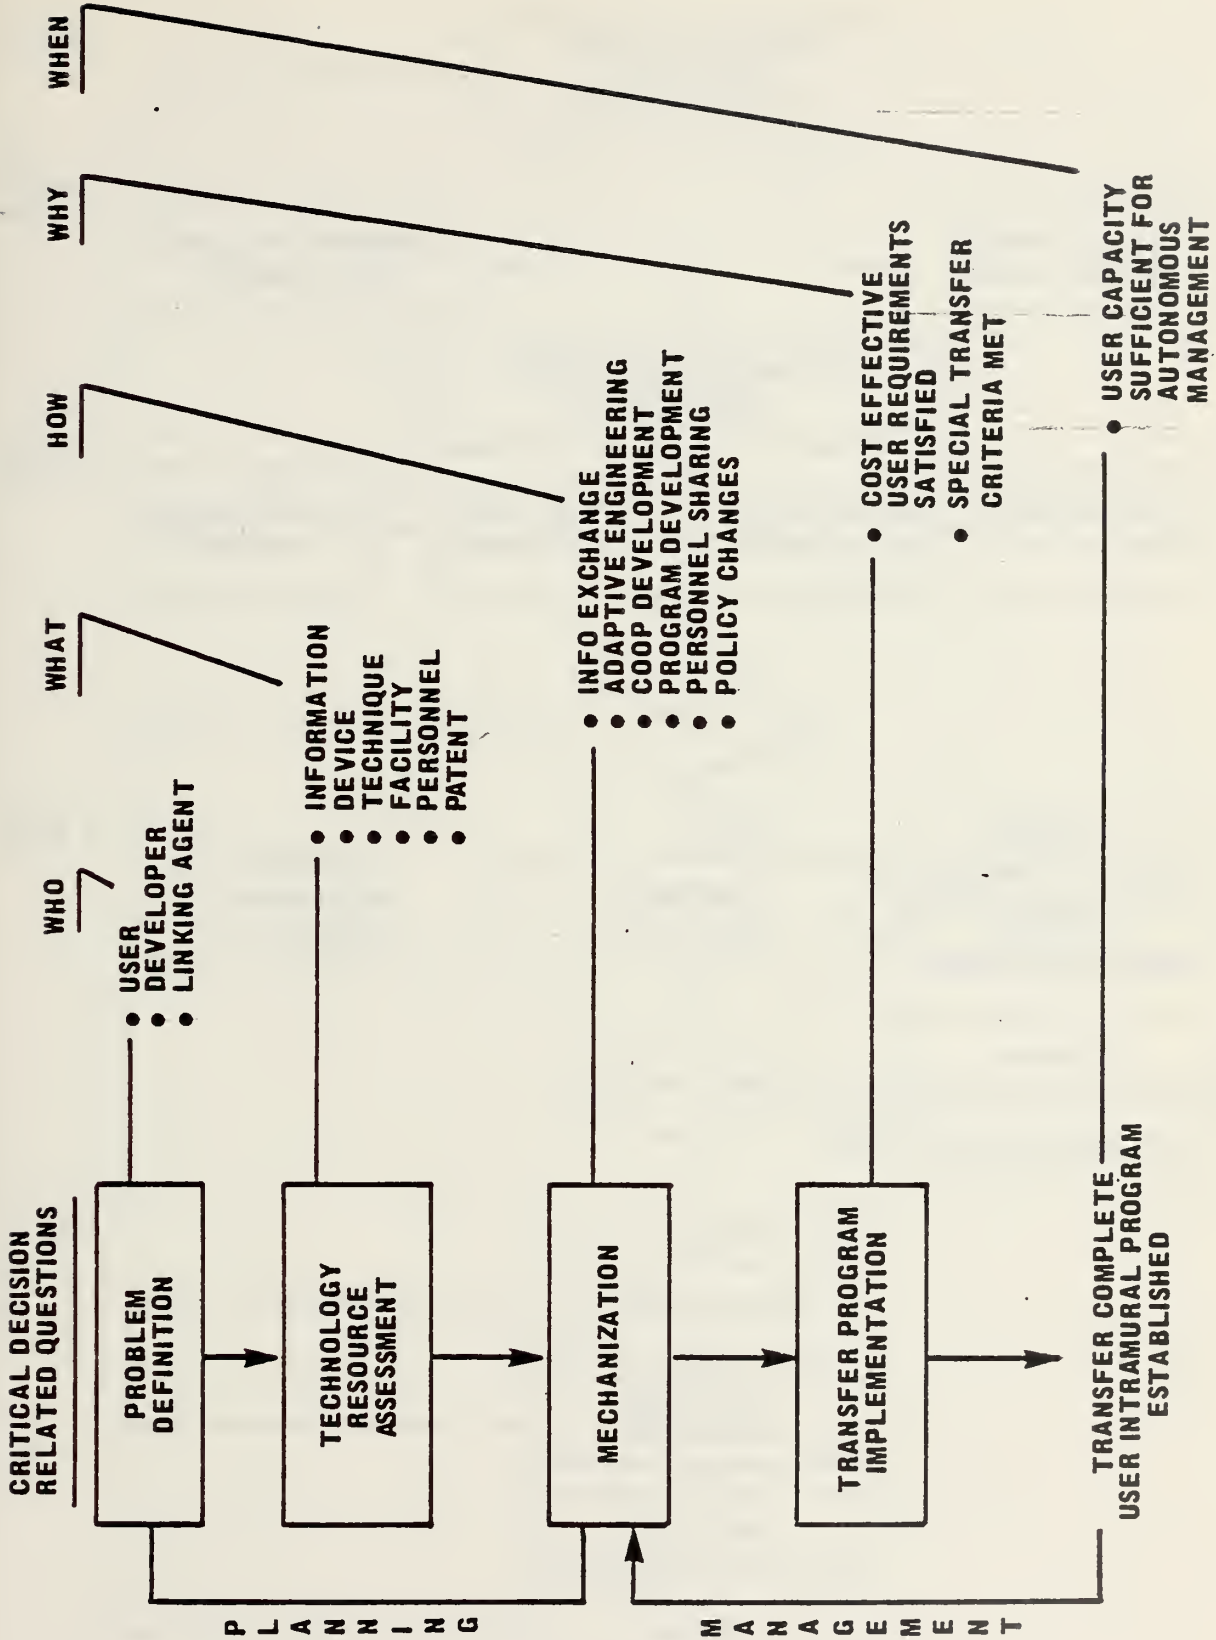 CRITICAL DECISION
RELATED QUESTIONS
WHO
WHAT
HOW
WHY
WHEN
PLANNING
PROBLEM
DEFINITION
• USER
• DEVELOPER
• LINKING AGENT
TECHNOLOGY
RESOURCE
ASSESSMENT
• INFORMATION
• DEVICE
• TECHNIQUE
• FACILITY
• PERSONNEL
• PATENT
MECHANIZATION
• INFO EXCHANGE
• ADAPTIVE ENGINEERING
• COOP DEVELOPMENT
• PROGRAM DEVELOPMENT
• PERSONNEL SHARING
• POLICY CHANGES
MANAGEMENT
TRANSFER PROGRAM
IMPLEMENTATION
• COST EFFECTIVE
USER REQUIREMENTS
SATISFIED
• SPECIAL TRANSFER
CRITERIA MET
TRANSFER COMPLETE
USER INTRAMURAL PROGRAM
ESTABLISHED
• USER CAPACITY
SUFFICIENT FOR
AUTONOMOUS
MANAGEMENT